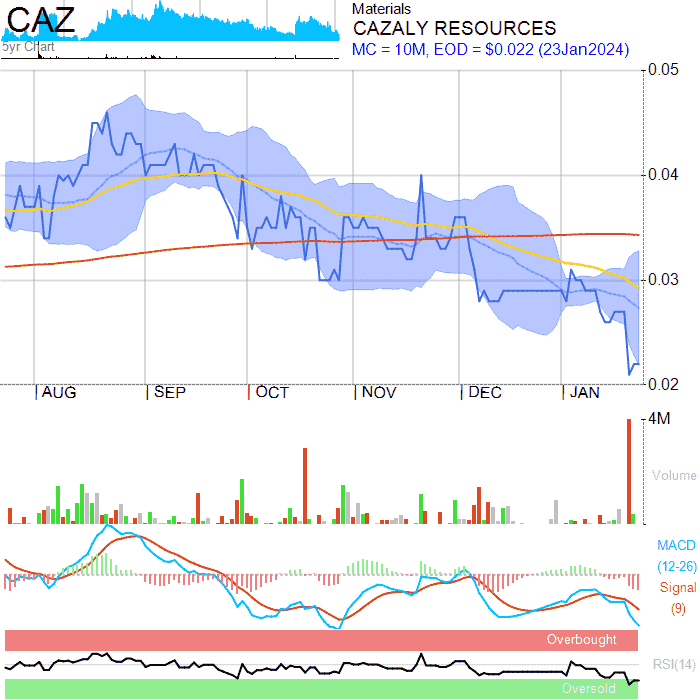 CAZ
5yr Chart
Materials
CAZALY RESOURCES
MC = 10M, EOD = $0.022 (23Jan2024)
0.05
0.04
0.03
0.02
AUG SEP OCT NOV DEC JAN
4M
Volume
MACD
(12-26)
Signal
(9)
Overbought
RSI(14)
Oversold